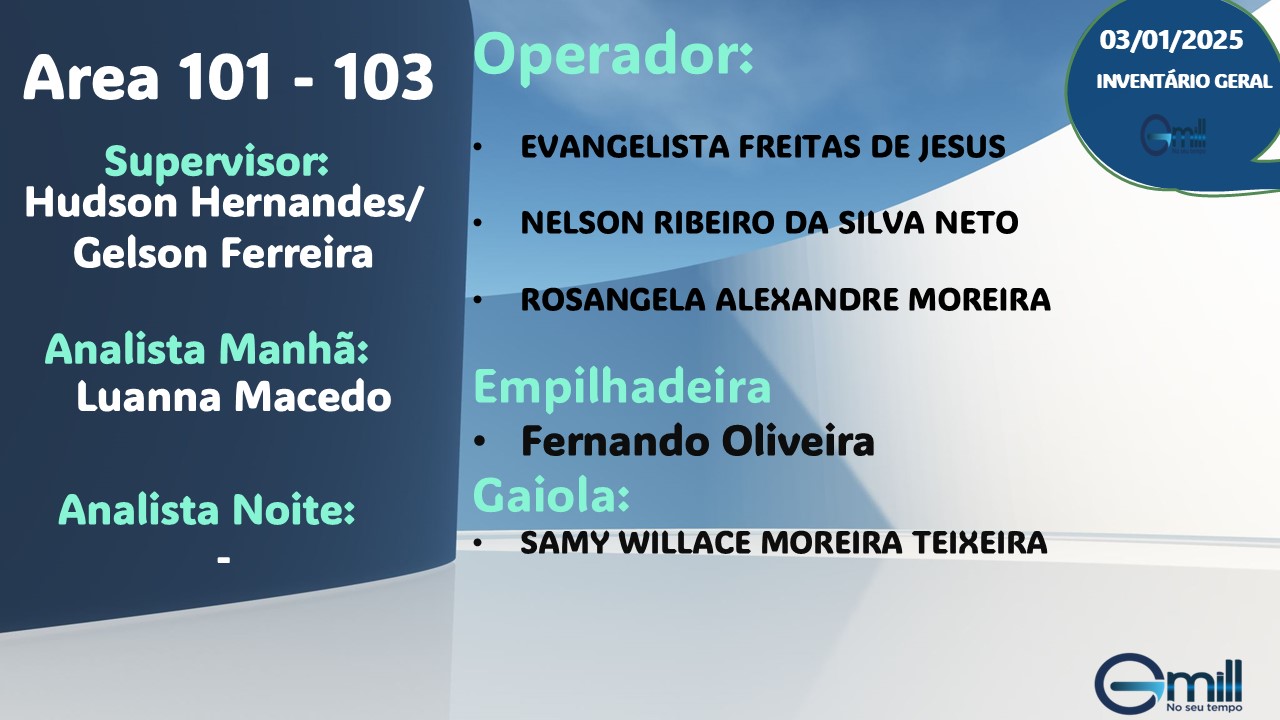 Area 101 - 103
Supervisor:
Hudson Hernandes/
Gelson Ferreira
Analista Manhã:
Luanna Macedo
Analista Noite:
-
Operador:
• EVANGELISTA FREITAS DE JESUS
• NELSON RIBEIRO DA SILVA NETO
• ROSANGELA ALEXANDRE MOREIRA
Empilhadeira
• Fernando Oliveira
Gaiola:
• SAMY WILLACE MOREIRA TEIXEIRA
03/01/2025
INVENTÁRIO GERAL
Gmill
Gmill
No seu tempo